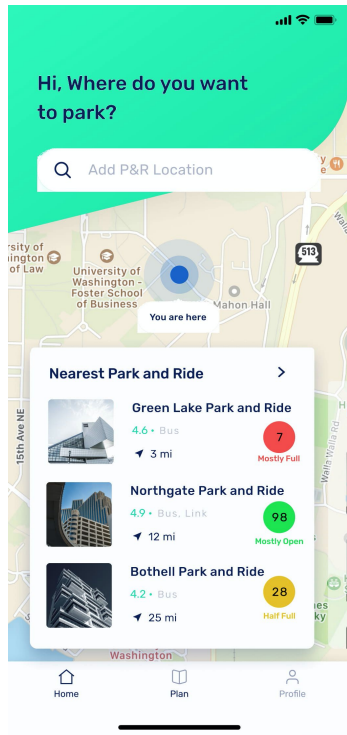 Hi, Where do you want
to park?
Add P&R Location
513
University of
Washington -
Foster School
of Business
Mahon Hall
You are here
15th Ave NE
Walla Walla Rd
Nearest Park and Ride
Green Lake Park and Ride
4.6 • Bus
7
3 mi
Mostly Full
Northgate Park and Ride
4.9 • Bus, Link
98
12 mi
Mostly Open
Bothell Park and Ride
4.2 • Bus
28
25 mi
Half Full
Washington
Home
Plan
Profile